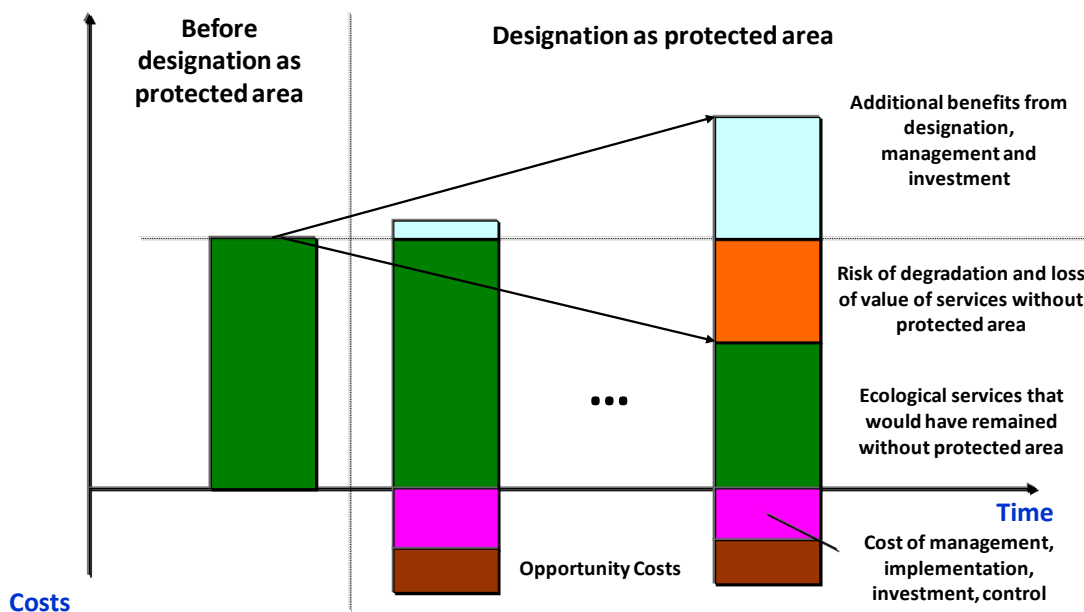 Before
designation as
protected area
Designation as protected area
Additional benefits from
designation,
management and
investment
Risk of degradation and loss
of value of services without
protected area
...
Ecological services that
would have remained
without protected area
Time
Opportunity Costs
Cost of management,
implementation,
investment, control
Costs